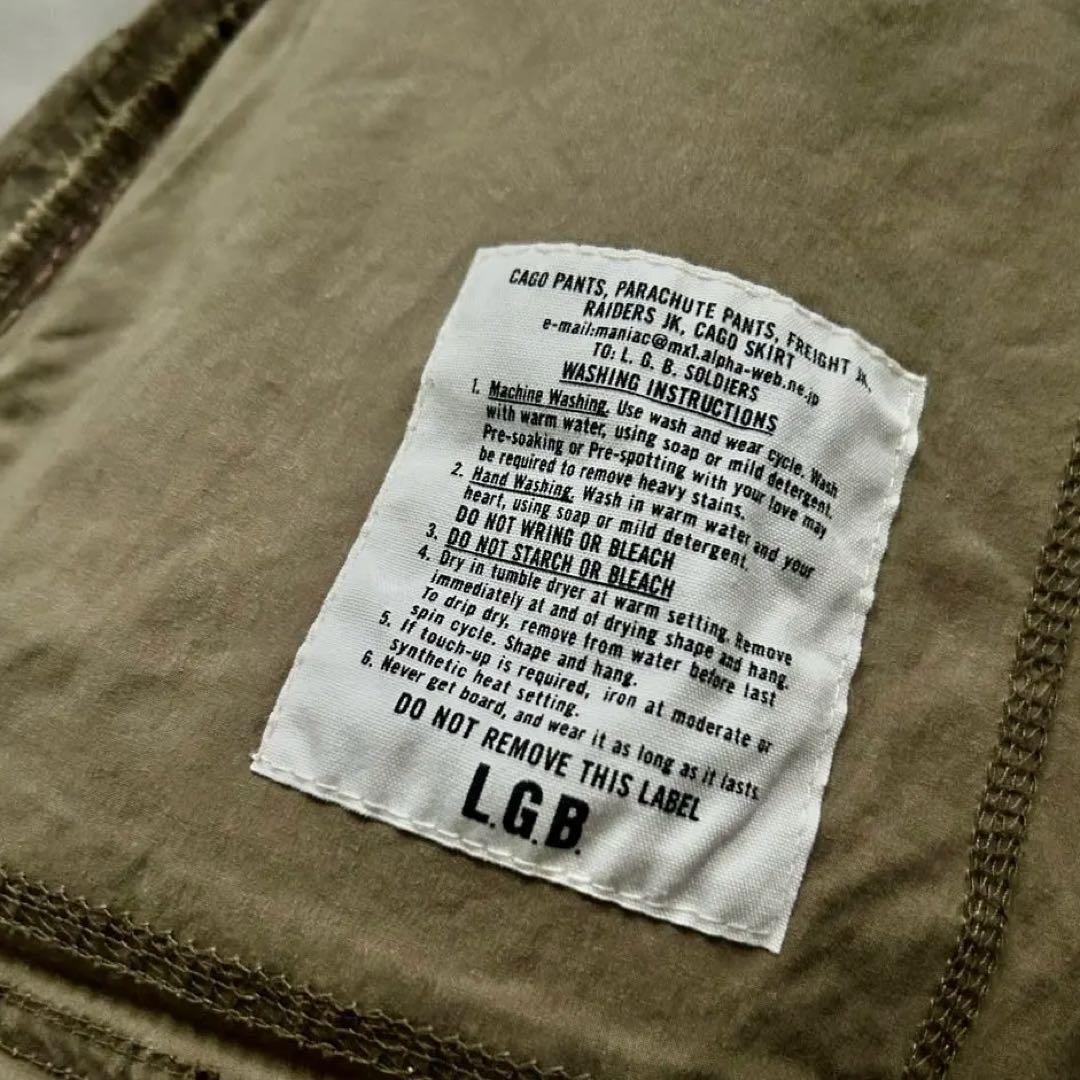 CAGO PANTS, PARACHUTE PANTS, FREIGHT JK,
RAIDERS JK, CAGO SKIRT
e-mail:maniac@mx1.alpha-web.ne.jp
TO: L. G. B. SOLDIERS
WASHING INSTRUCTIONS
1. Machine Washing. Use wash and wear cycle. Wash
with warm water, using soap or mild detergent.
Pre-soaking or Pre-spotting with your love may
be required to remove heavy stains.
2. Hand Washing. Wash in warm water and your
heart, using soap or mild detergent.
DO NOT WRING OR BLEACH
3. DO NOT STARCH OR BLEACH
4. Dry in tumble dryer at warm setting. Remove
immediately at and of drying shape and hang.
To drip dry, remove from water before last
spin cycle. Shape and hang.
5. If touch-up is required, iron at moderate or
synthetic heat setting.
6. Never get board, and wear it as long as it lasts.
DO NOT REMOVE THIS LABEL
L.G.B.